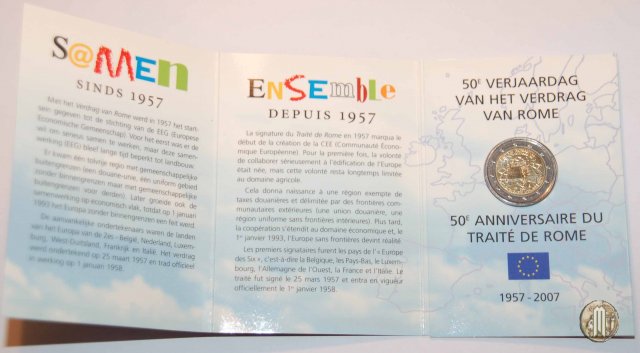 S@MEN
SINDS 1957
Met het Verdrag van Rome werd in 1957 het start-
sein gegeven tot de stichting van de EEG (Europese
Economische Gemeenschap). Voor het eerst was er de
wil om serieus samen te werken, maar deze samen-
werking (EEG) bleef lange tijd beperkt tot landbouw.
Er kwam een tolvrije regio met gemeenschappelijke
buitengrenzen (een douane-unie, een uniform gebied
zonder binnengrenzen maar met gemeenschappelijke
buitengrenzen voor derden). Later groeide ook de
samenwerking op economisch vlak, totdat op 1 januari
1993 het Europa zonder binnengrenzen een feit werd.
De aanvankelijke ondertekenaars waren de landen
van het Europa van de Zes - België, Nederland, Luxem-
burg, West-Duitsland, Frankrijk en Italië. Het verdrag
werd ondertekend op 25 maart 1957 en trad officieel
in werking op 1 januari 1958.
ENSEmble
DEPUIS 1957
La signature du Traité de Rome en 1957 marqua le
début de la création de la CEE (Communauté Écono-
mique Européenne). Pour la première fois, la volonté
de collaborer sérieusement à l'édification de l'Europe
était née, mais cette volonté resta longtemps limitée
au domaine agricole.
Cela donna naissance à une région exempte de
taxes douanières et délimitée par des frontières com-
munautaires extérieures (une union douanière, une
région uniforme sans frontières intérieures). Plus tard,
la coopération s'étendit au domaine économique et, le
1er janvier 1993, l'Europe sans frontières devint réalité.
Les premiers signataires furent les pays de l'« Europe
des Six », c'est-à-dire la Belgique, les Pays-Bas, le Luxem-
bourg, l'Allemagne de l'Ouest, la France et l'Italie. Le
traité fut signé le 25 mars 1957 et entra en vigueur
officiellement le 1er janvier 1958.
50E VERJAARDAG
VAN HET VERDRAG
VAN ROME
50E ANNIVERSAIRE DU
TRAITÉ DE ROME
1957 - 2007